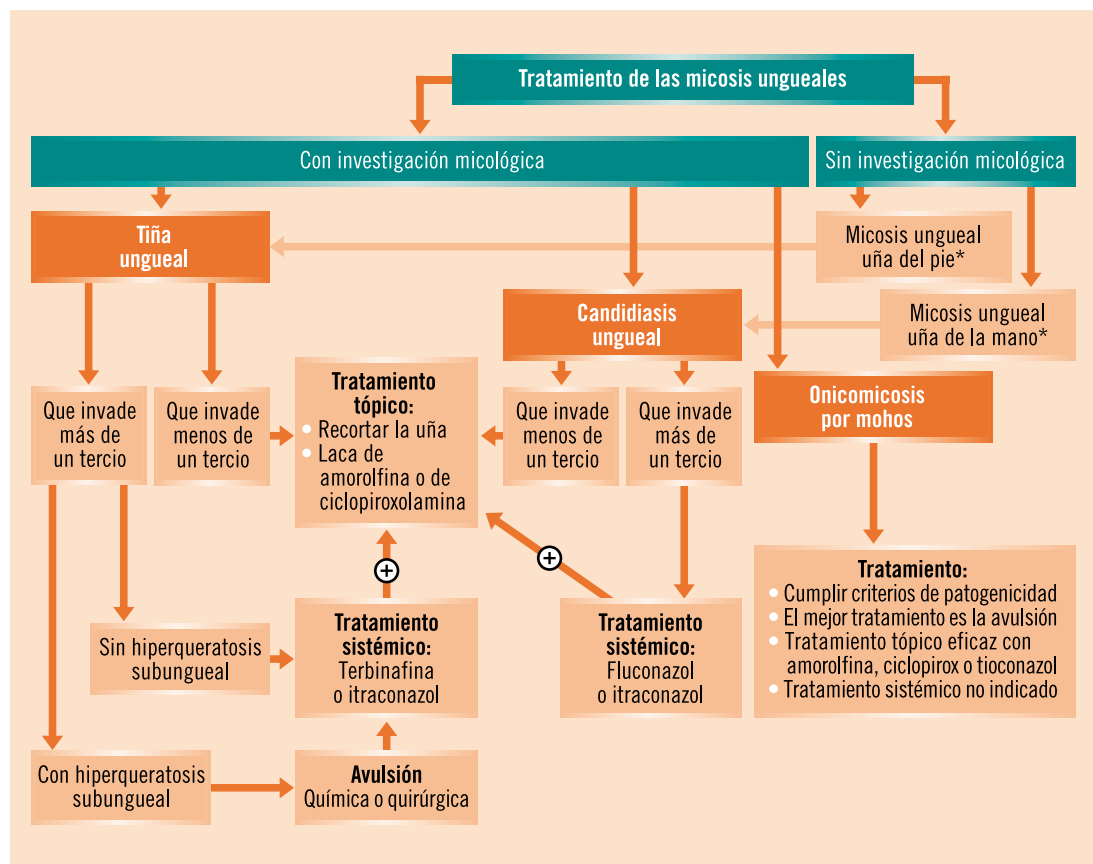 Tratamiento de las micosis ungueales
Con investigación micológica
Sin investigación micológica
Tiña
ungueal
Micosis ungueal
uña del pie*
Candidiasis
ungueal
Micosis ungueal
uña de la mano*
Que invade
más de
un tercio
Que invade
menos de
un tercio
Tratamiento
tópico:
• Recortar la uña
• Laca de
amorolfina o de
ciclopiroxolamina
Que invade
menos de
un tercio
Que invade
más de
un tercio
Onicomicosis
por mohos
+
+
Sin hiperqueratosis
subungueal
Tratamiento
sistémico:
Terbinafina
o itraconazol
Tratamiento
sistémico:
Fluconazol
o itraconazol
Tratamiento:
• Cumplir criterios de patogenicidad
• El mejor tratamiento es la avulsión
• Tratamiento tópico eficaz con
amorolfina, ciclopirox o tioconazol
• Tratamiento sistémico no indicado
Con hiperqueratosis
subungueal
Avulsión
Química o quirúrgica